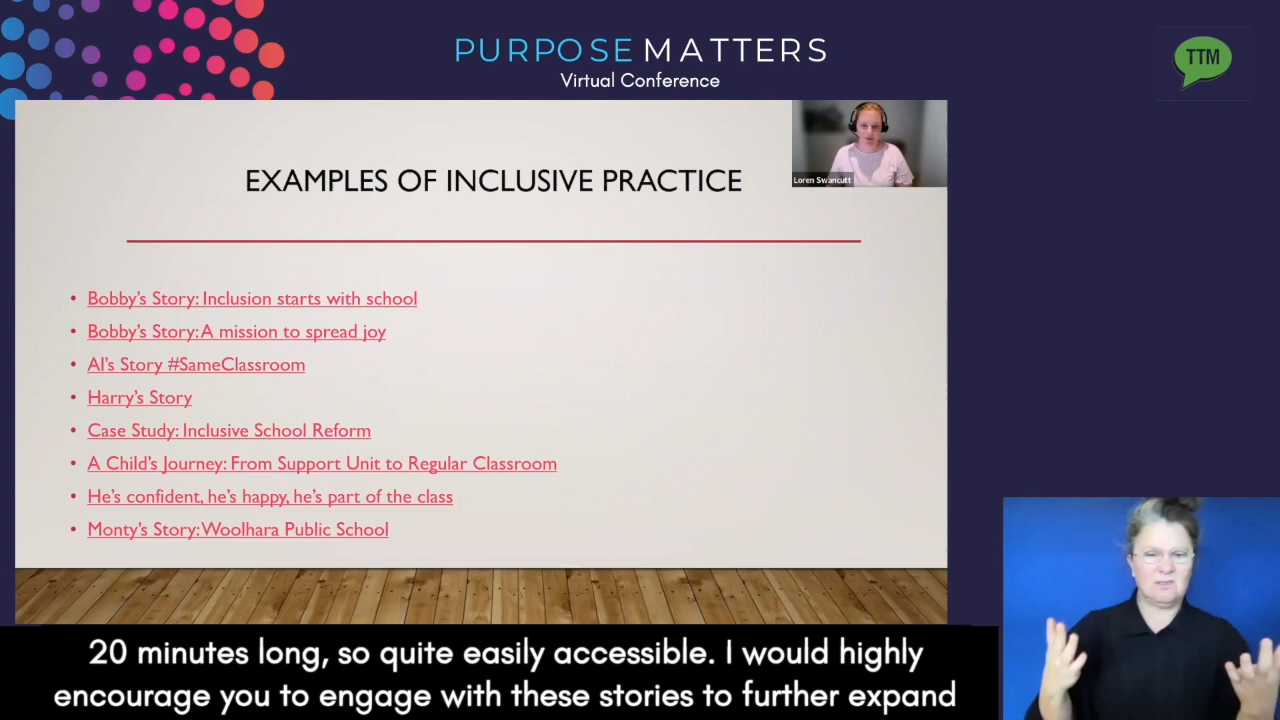 PURPOSE MATTERS
Virtual Conference
TTM
Loren Swancutt
EXAMPLES OF INCLUSIVE PRACTICE
• Bobby's Story: Inclusion starts with school
• Bobby's Story: A mission to spread joy
• Al's Story #SameClassroom
• Harry's Story
• Case Study: Inclusive School Reform
• A Child's Journey: From Support Unit to Regular Classroom
• He's confident, he's happy, he's part of the class
• Monty's Story: Woolhara Public School
20 minutes long, so quite easily accessible. I would highly
encourage you to engage with these stories to further expand